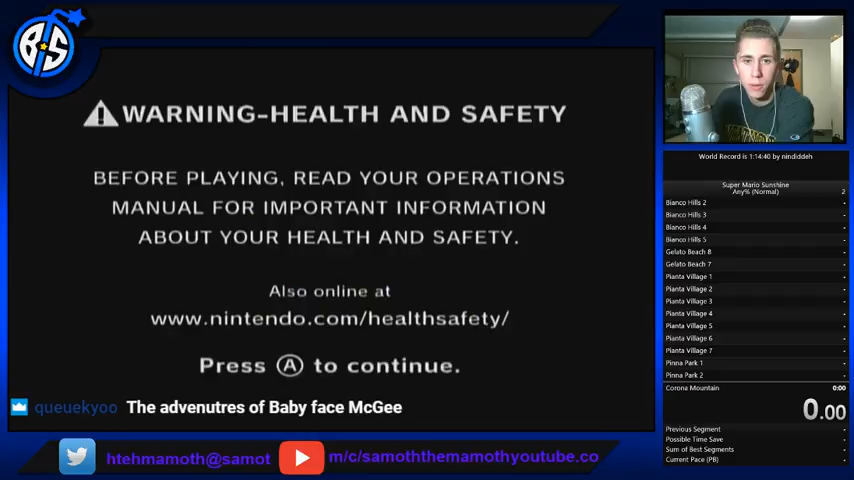 BS
WARNING-HEALTH AND SAFETY
BEFORE PLAYING, READ YOUR OPERATIONS
MANUAL FOR IMPORTANT INFORMATION
ABOUT YOUR HEALTH AND SAFETY.
Also online at
www.nintendo.com/healthsafety/
Press A to continue.
queuekyoo The advenutres of Baby face McGee
htehmamoth@samot
m/c/samoththemamothyoutube.co
World Record is 1:14:40 by nindiddeh
Super Mario Sunshine
Any% (Normal) 2
Bianco Hills 2 -
Bianco Hills 3 -
Bianco Hills 4 -
Bianco Hills 5 -
Gelato Beach 8 -
Gelato Beach 7 -
Pianta Village 1 -
Pianta Village 2 -
Pianta Village 3 -
Pianta Village 4 -
Pianta Village 5 -
Pianta Village 6 -
Pianta Village 7 -
Pinna Park 1 -
Pinna Park 2 -
Corona Mountain 0:00
0.00
Previous Segment -
Possible Time Save -
Sum of Best Segments -
Current Pace (PB) -